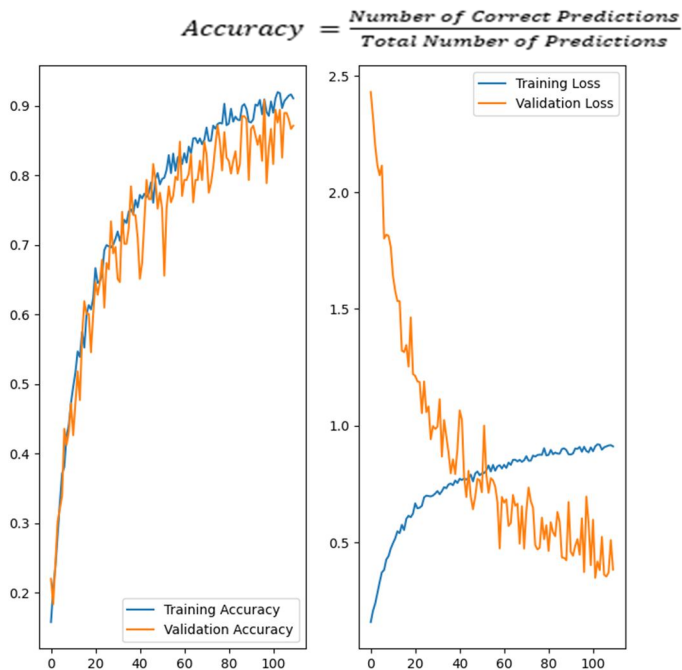 Accuracy = Number of Correct Predictions / Total Number of Predictions
0.9
0.8
0.7
0.6
0.5
0.4
0.3
0.2
0 20 40 60 80 100
Training Accuracy
Validation Accuracy
2.5
2.0
1.5
1.0
0.5
0 20 40 60 80 100
Training Loss
Validation Loss